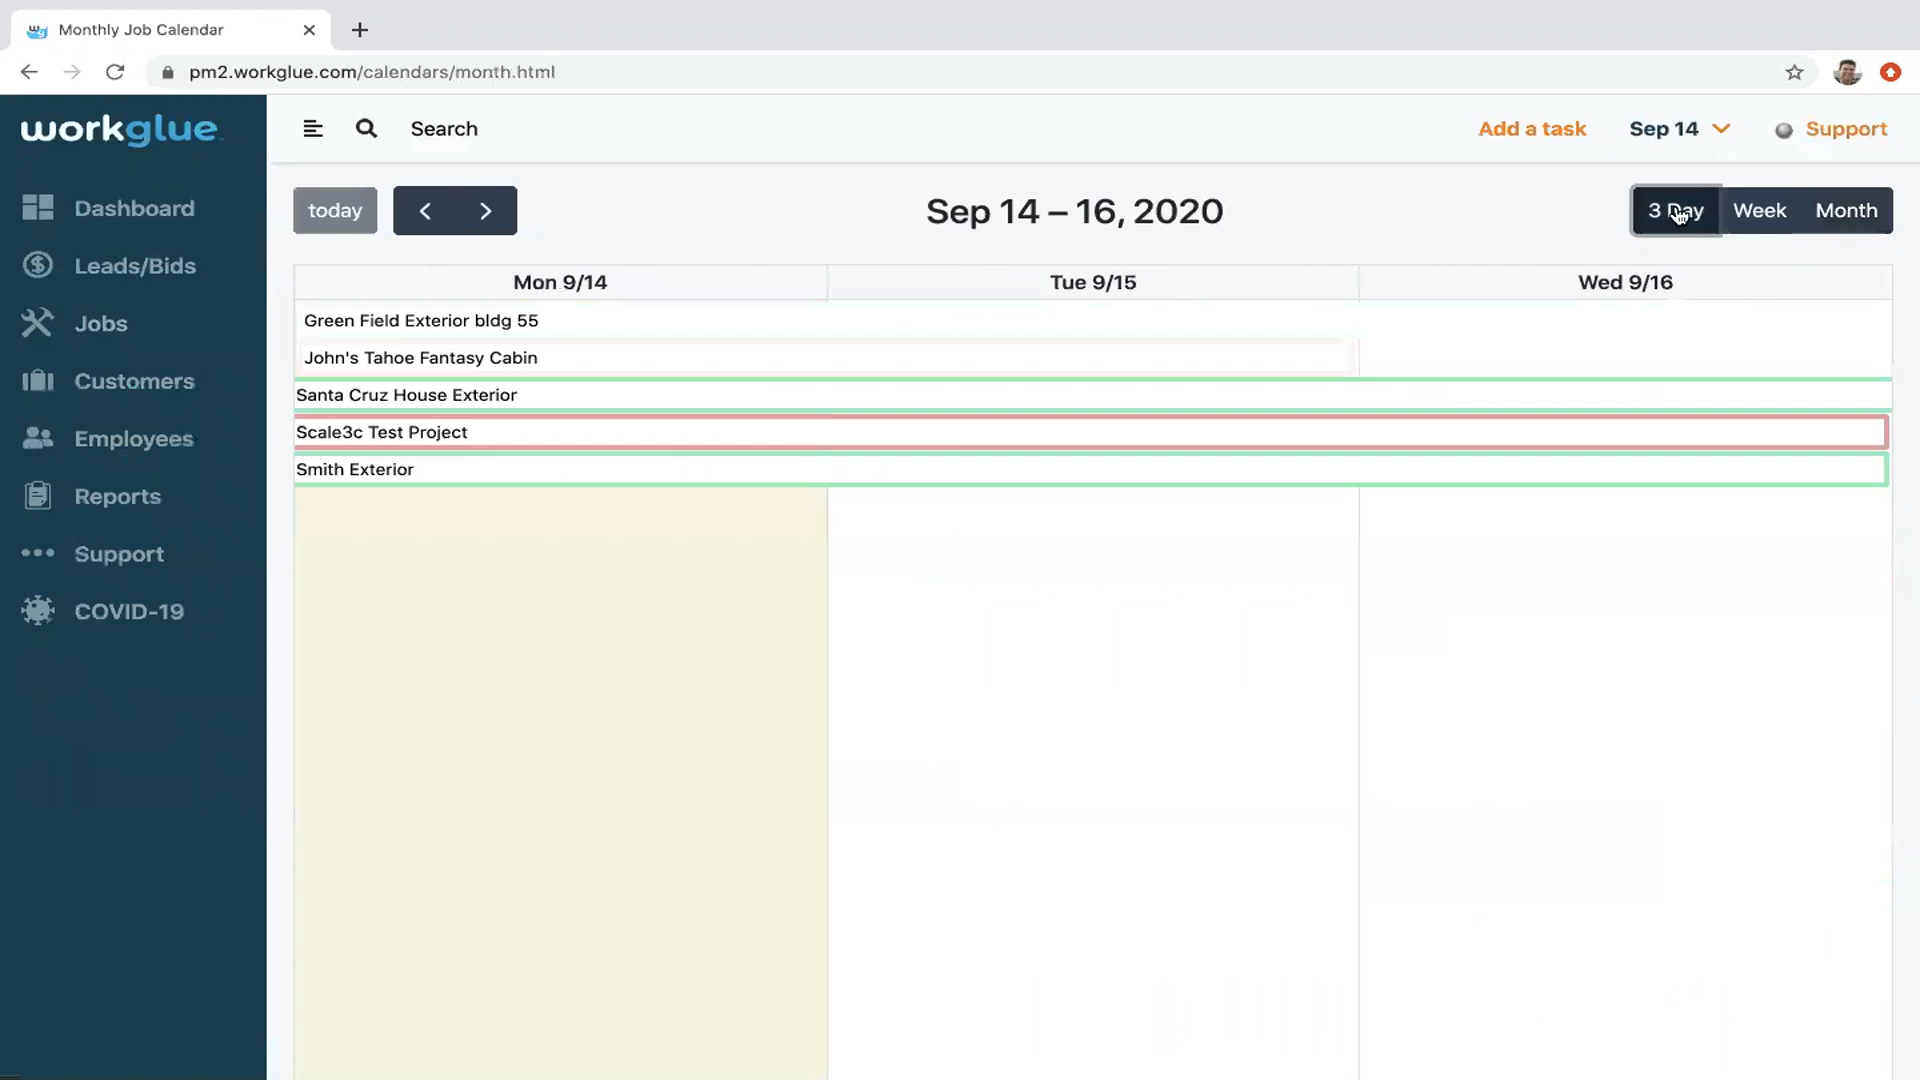 Monthly Job Calendar
pm2.workglue.com/calendars/month.html
workglue
Search
Add a task
Sep 14
Support
Dashboard
Leads/Bids
Jobs
Customers
Employees
Reports
Support
COVID-19
today
Sep 14 – 16, 2020
3 Day
Week
Month
Mon 9/14
Tue 9/15
Wed 9/16
Green Field Exterior bldg 55
John's Tahoe Fantasy Cabin
Santa Cruz House Exterior
Scale3c Test Project
Smith Exterior